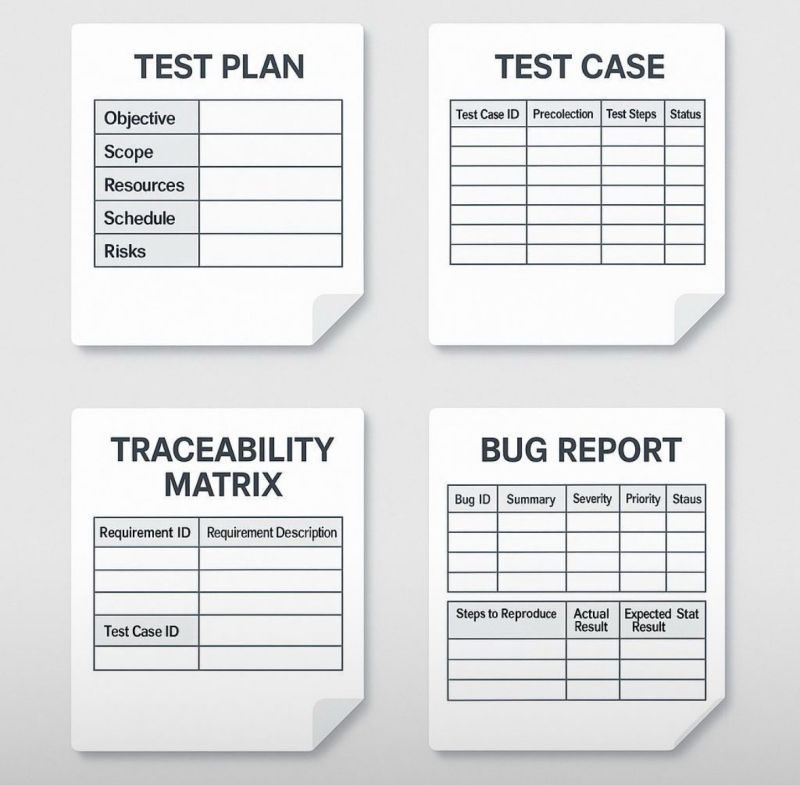 TEST PLAN
Objective
Scope
Resources
Schedule
Risks
TEST CASE
Test Case ID Precolection Test Steps Status
TRACEABILITY
MATRIX
Requirement ID Requirement Description
Test Case ID
BUG REPORT
Bug ID Summary Severity Priority Staus
Steps to Reproduce Actual Expected Stat
Result Result